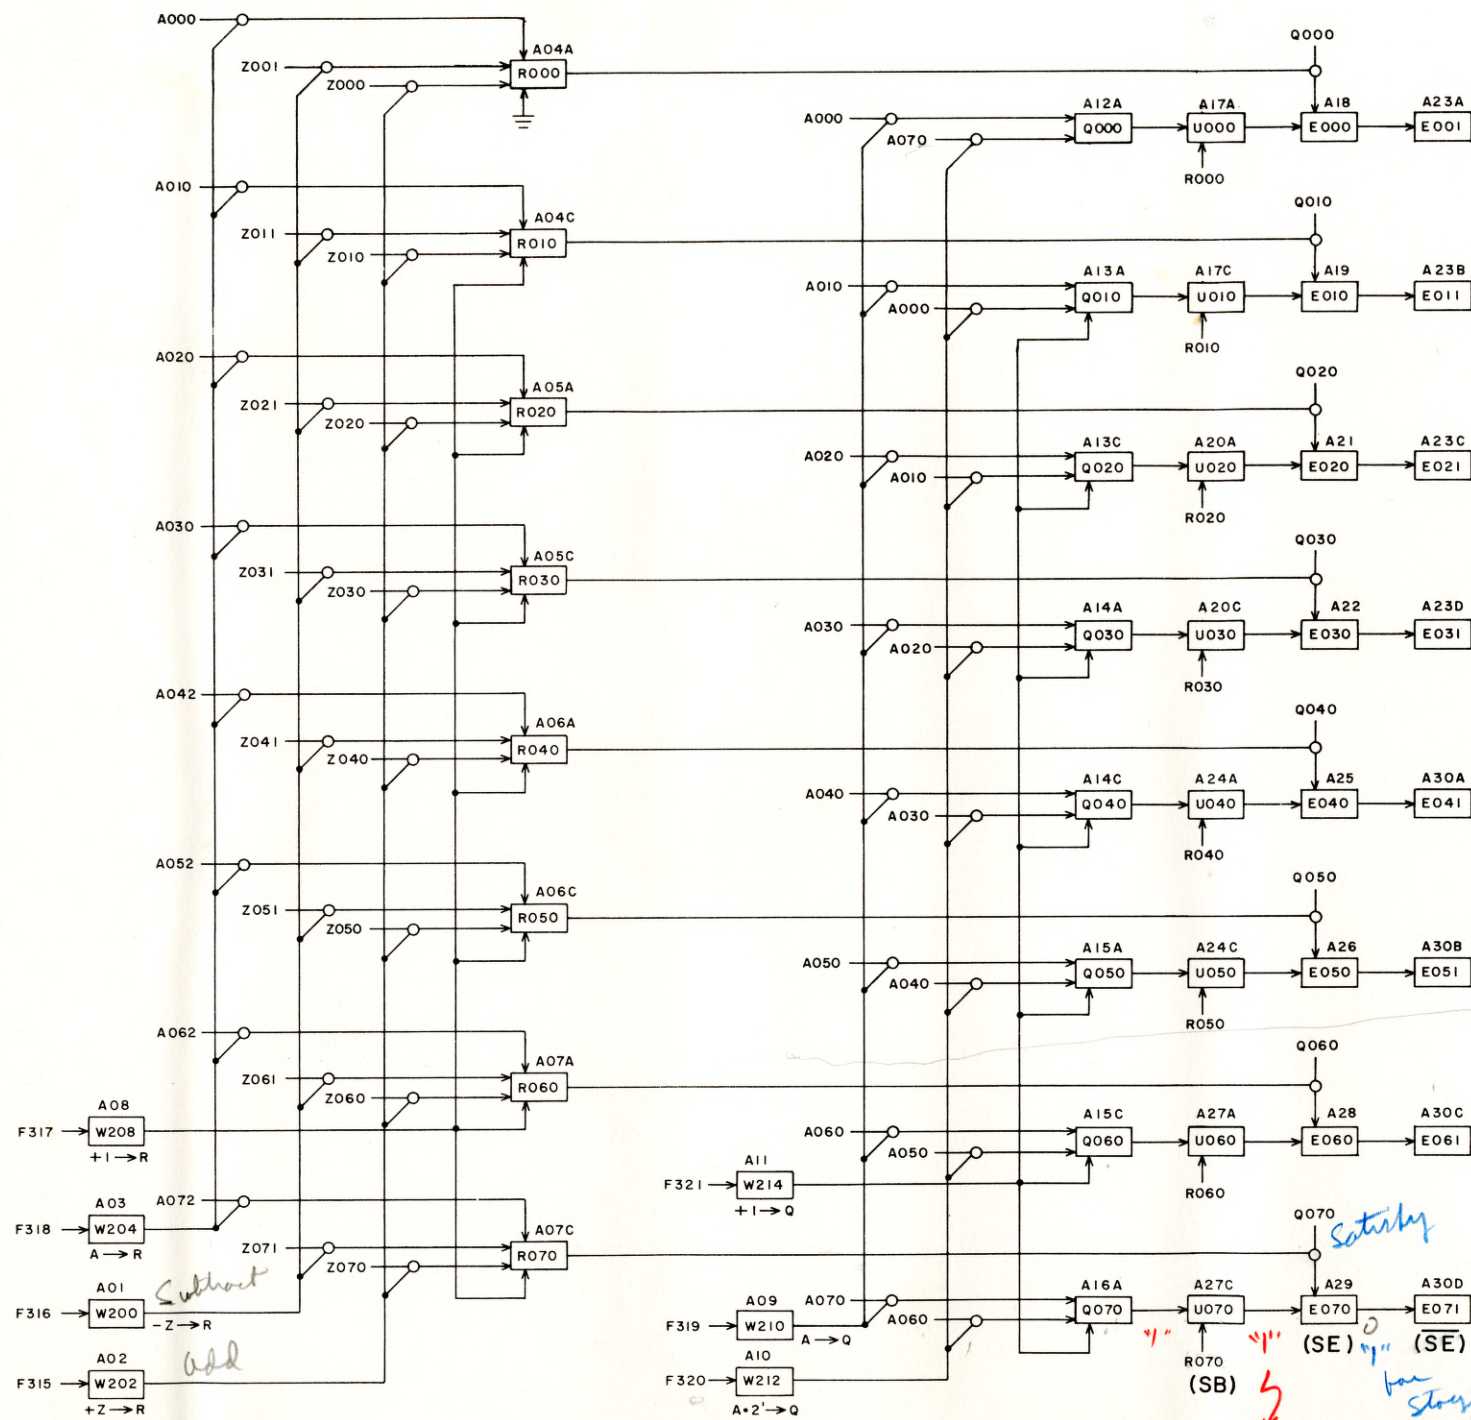 A000
Z001
Z000
A04A
R000
Q000
A000
A070
A12A
Q000
A17A
U000
R000
A18
E000
A23A
E001
A010
Z011
Z010
A04C
R010
Q010
A010
A000
A13A
Q010
A17C
U010
R010
A19
E010
A23B
E011
A020
Z021
Z020
A05A
R020
Q020
A020
A010
A13C
Q020
A20A
U020
R020
A21
E020
A23C
E021
A030
Z031
Z030
A05C
R030
Q030
A030
A020
A14A
Q030
A20C
U030
R030
A22
E030
A23D
E031
A042
Z041
Z040
A06A
R040
Q040
A040
A030
A14C
Q040
A24A
U040
R040
A25
E040
A30A
E041
A052
Z051
Z050
A06C
R050
Q050
A050
A040
A15A
Q050
A24C
U050
R050
A26
E050
A30B
E051
A062
Z061
Z060
A07A
R060
Q060
A060
A050
A15C
Q060
A27A
U060
R060
A28
E060
A30C
E061
F317
A08
W208
+1→R
F321
A11
W214
+1→Q
A072
Z071
Z070
A07C
R070
Q070
Satisfy
F318
A03
W204
A→R
F316
A01
W200
Subtract
-Z→R
F315
A02
W202
add
+Z→R
F319
A09
W210
A→Q
F320
A10
W212
A•2'→Q
A070
A060
A16A
Q070
"1"
A27C
U070
R070
(SB)
"1"
A29
E070
(SE)
0
"1"
for
A30D
E071
(SE)